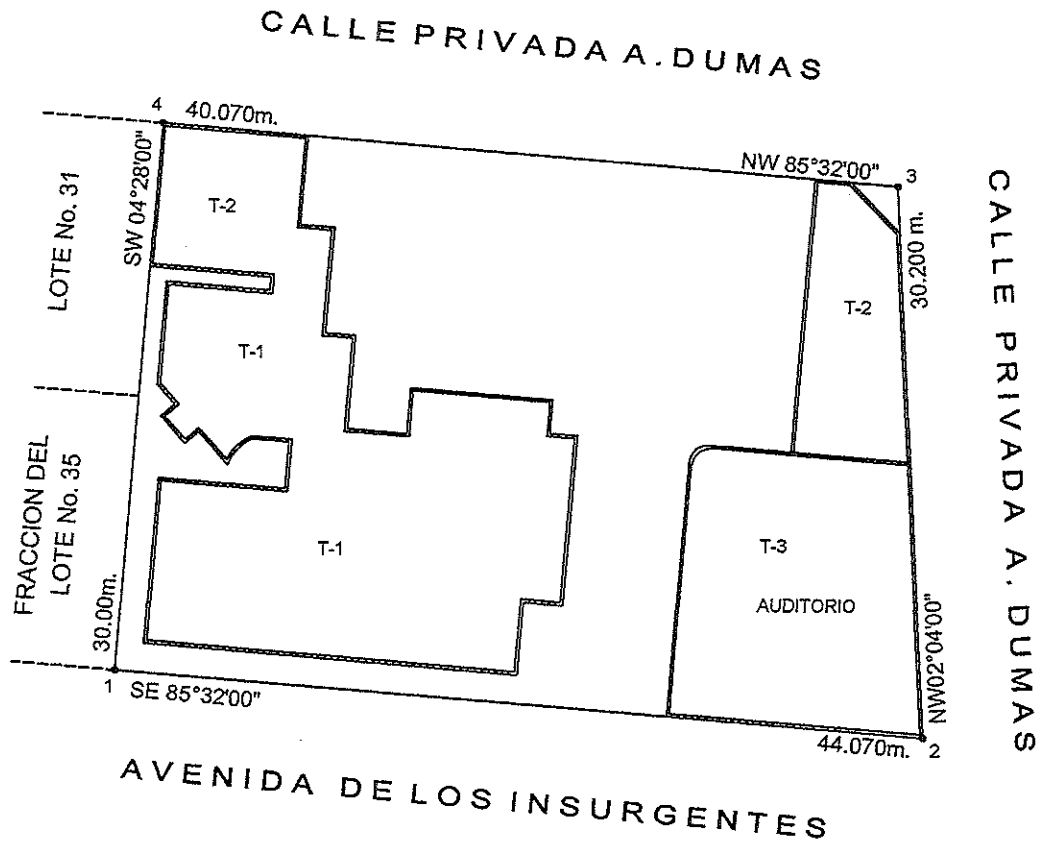 CALLE PRIVADA A. DUMAS
4 40.070m.
NW 85°32'00" 3
SW 04°28'00"
LOTE No. 31
T-2
30.200 m.
T-2
T-1
CALLE PRIVADA A. DUMAS
FRACCION DEL
LOTE No. 35
T-1
T-3
AUDITORIO
30.00m.
NW02°04'00"
1 SE 85°32'00"
44.070m. 2
AVENIDA DE LOS INSURGENTES